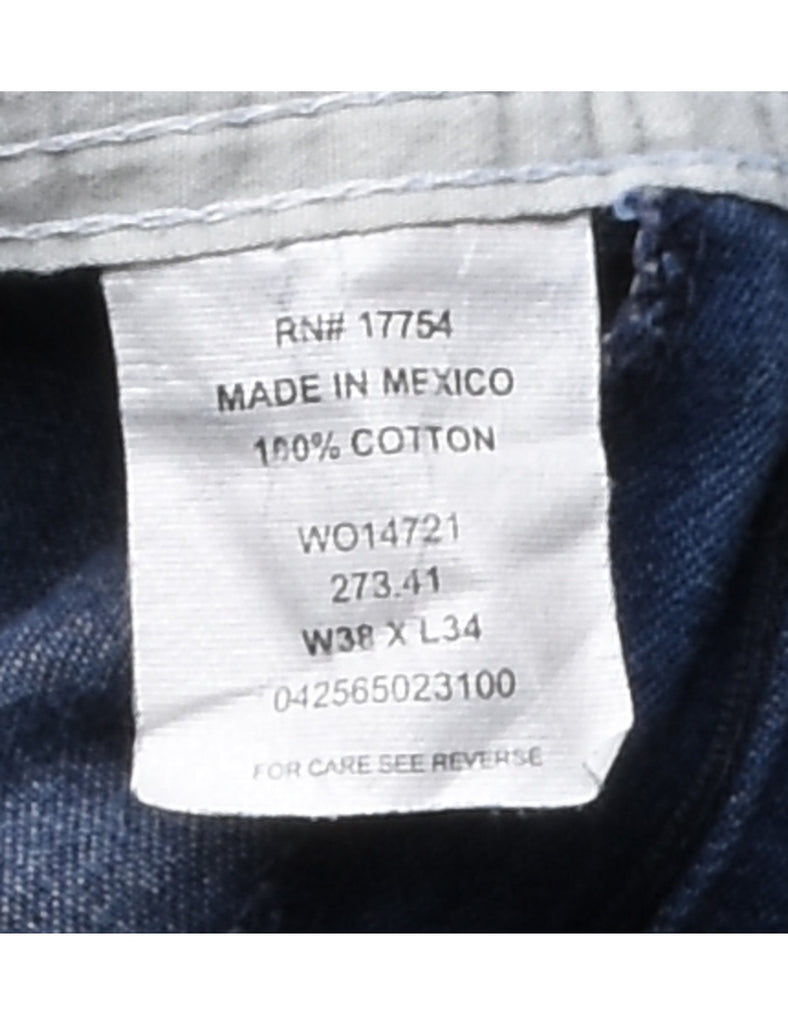 RN# 17754
MADE IN MEXICO
100% COTTON
WO14721
273.41
W38 X L34
042565023100
FOR CARE SEE REVERSE